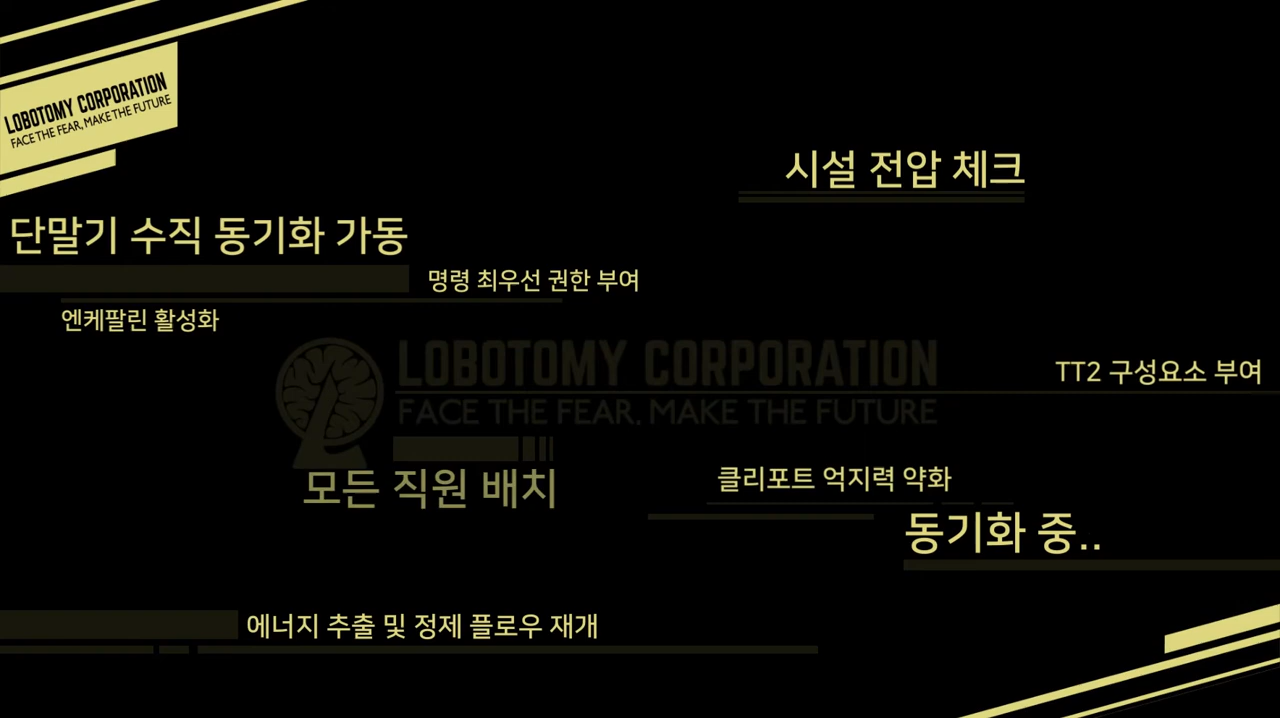 LOBOTOMY CORPORATION
FACE THE FEAR, MAKE THE FUTURE
시설 전압 체크
단말기 수직 동기화 가동
명령 최우선 권한 부여
엔케팔린 활성화
LOBOTOMY CORPORATION
FACE THE FEAR. MAKE THE FUTURE
TT2 구성요소 부여
모든 직원 배치
클리포트 억지력 약화
동기화 중..
에너지 추출 및 정제 플로우 재개